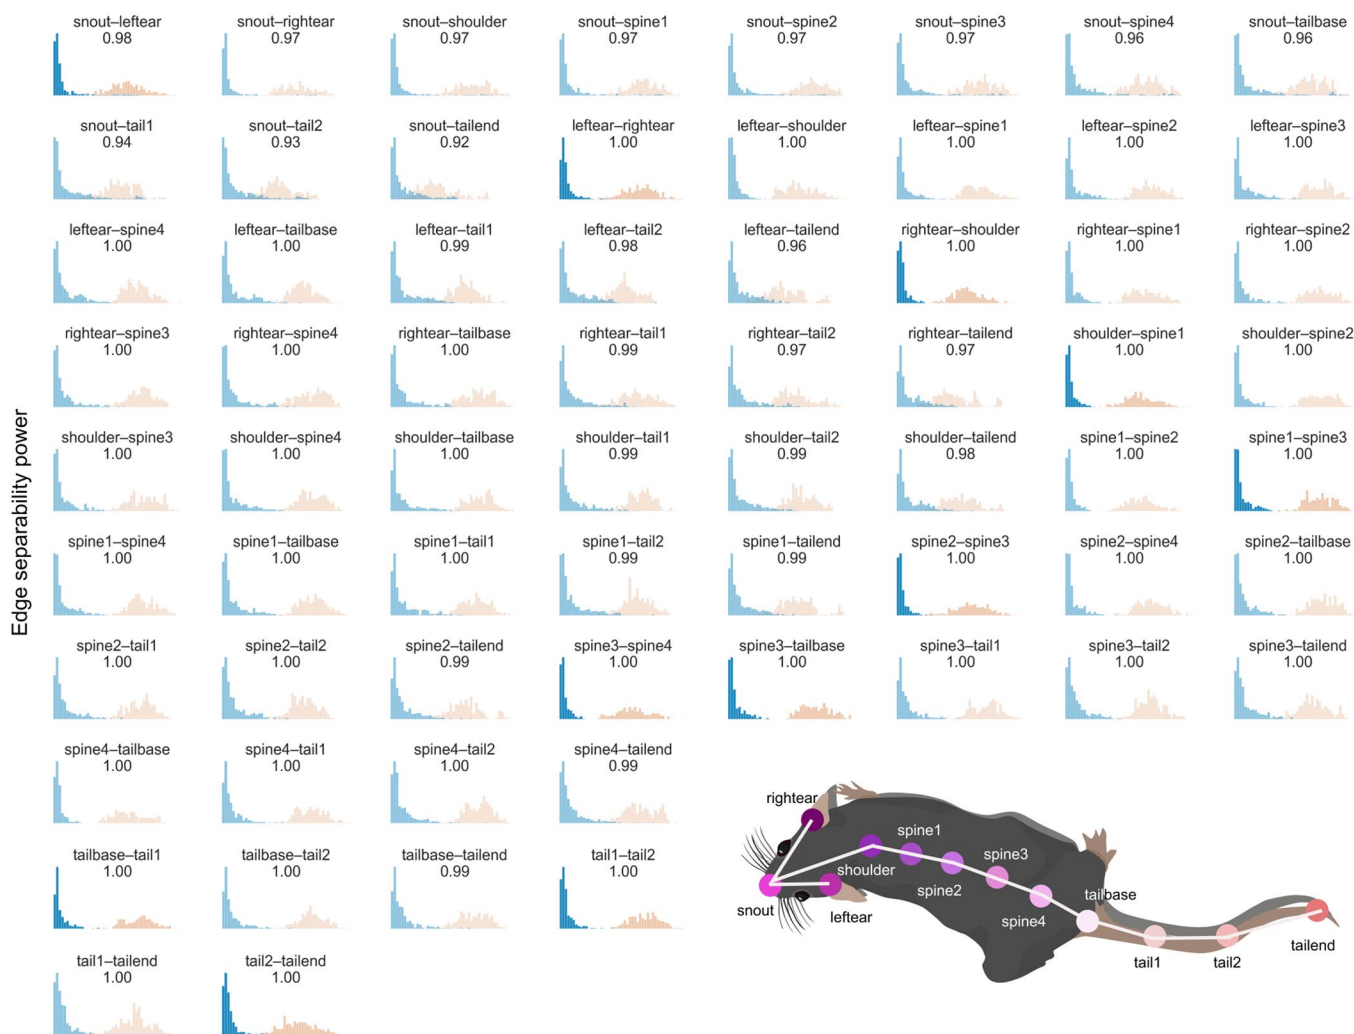 Edge separability power
snout–leftear
0.98
snout–rightear
0.97
snout–shoulder
0.97
snout–spine1
0.97
snout–spine2
0.97
snout–spine3
0.97
snout–spine4
0.96
snout–tailbase
0.96
snout–tail1
0.94
snout–tail2
0.93
snout–tailend
0.92
leftear–rightear
1.00
leftear–shoulder
1.00
leftear–spine1
1.00
leftear–spine2
1.00
leftear–spine3
1.00
leftear–spine4
1.00
leftear–tailbase
1.00
leftear–tail1
0.99
leftear–tail2
0.98
leftear–tailend
0.96
rightear–shoulder
1.00
rightear–spine1
1.00
rightear–spine2
1.00
rightear–spine3
1.00
rightear–spine4
1.00
rightear–tailbase
1.00
rightear–tail1
0.99
rightear–tail2
0.97
rightear–tailend
0.97
shoulder–spine1
1.00
shoulder–spine2
1.00
shoulder–spine3
1.00
shoulder–spine4
1.00
shoulder–tailbase
1.00
shoulder–tail1
0.99
shoulder–tail2
0.99
shoulder–tailend
0.98
spine1–spine2
1.00
spine1–spine3
1.00
spine1–spine4
1.00
spine1–tailbase
1.00
spine1–tail1
1.00
spine1–tail2
0.99
spine1–tailend
0.99
spine2–spine3
1.00
spine2–spine4
1.00
spine2–tailbase
1.00
spine2–tail1
1.00
spine2–tail2
1.00
spine2–tailend
0.99
spine3–spine4
1.00
spine3–tailbase
1.00
spine3–tail1
1.00
spine3–tail2
1.00
spine3–tailend
1.00
spine4–tailbase
1.00
spine4–tail1
1.00
spine4–tail2
1.00
spine4–tailend
0.99
tailbase–tail1
1.00
tailbase–tail2
1.00
tailbase–tailend
0.99
tail1–tail2
1.00
tail1–tailend
1.00
tail2–tailend
1.00
rightear
spine1
spine3
shoulder
spine2
tailbase
snout
leftear
spine4
tail1
tail2
tailend